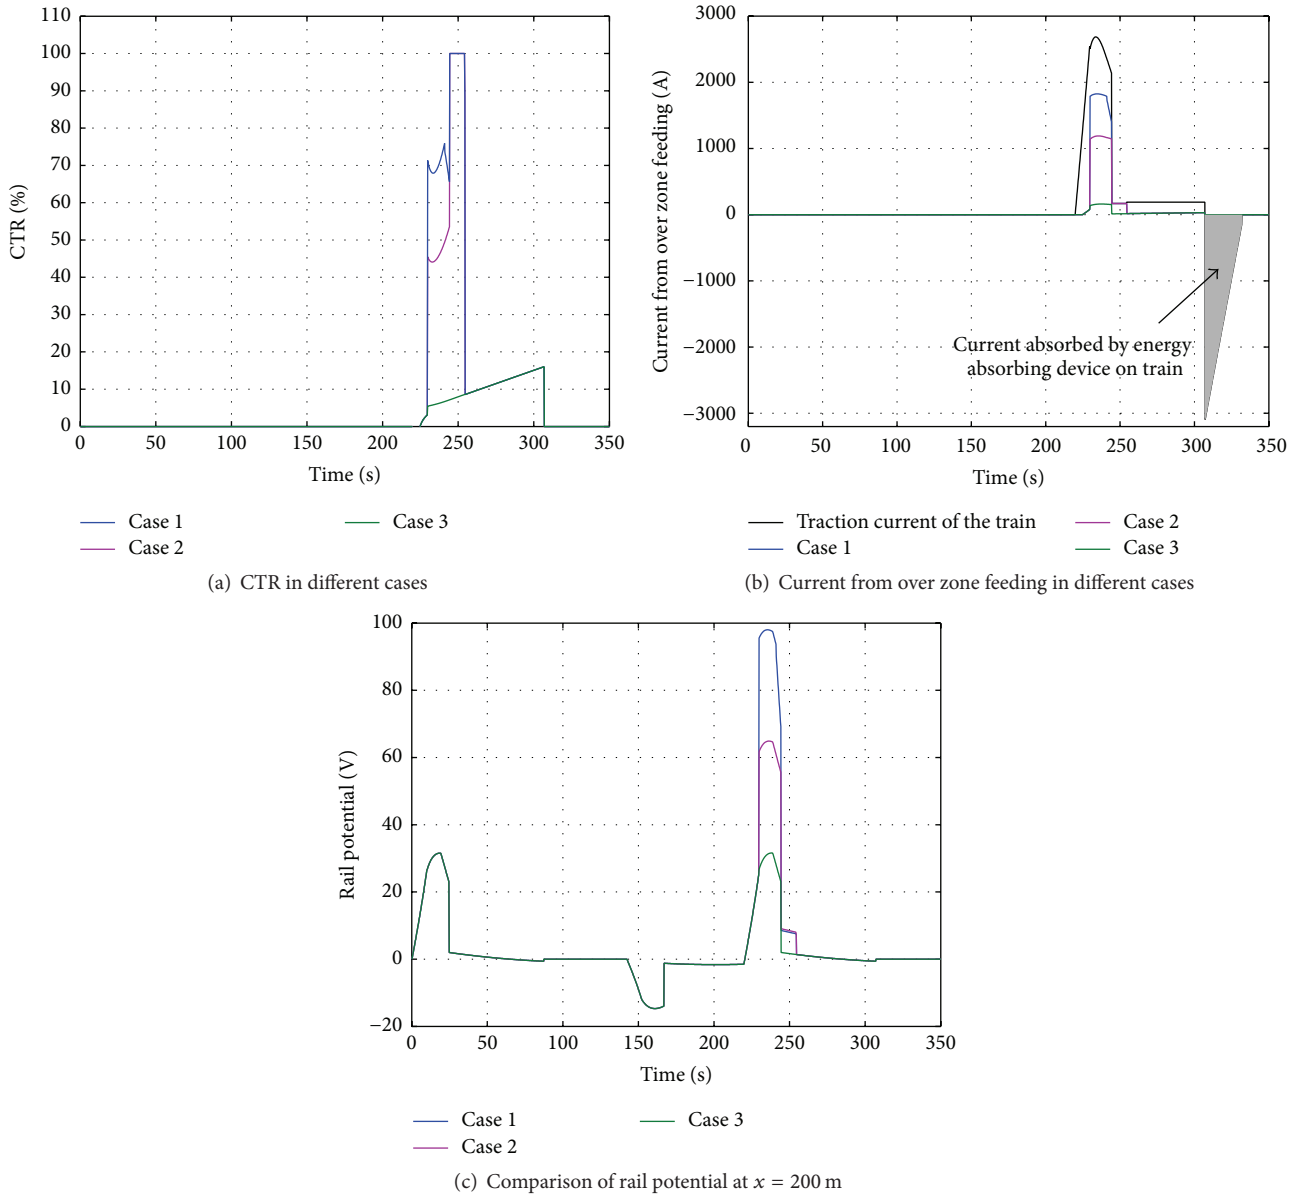 110
100
90
80
70
60
50
40
30
20
10
0
CTR (%)
0 50 100 150 200 250 300 350
Time (s)
Case 1
Case 2
Case 3
(a) CTR in different cases
3000
2000
1000
0
−1000
−2000
−3000
Current from over zone feeding (A)
Current absorbed by energy
absorbing device on train
0 50 100 150 200 250 300 350
Time (s)
Traction current of the train
Case 1
Case 2
Case 3
(b) Current from over zone feeding in different cases
100
80
60
40
20
0
−20
Rail potential (V)
0 50 100 150 200 250 300 350
Time (s)
Case 1
Case 2
Case 3
(c) Comparison of rail potential at x = 200 m